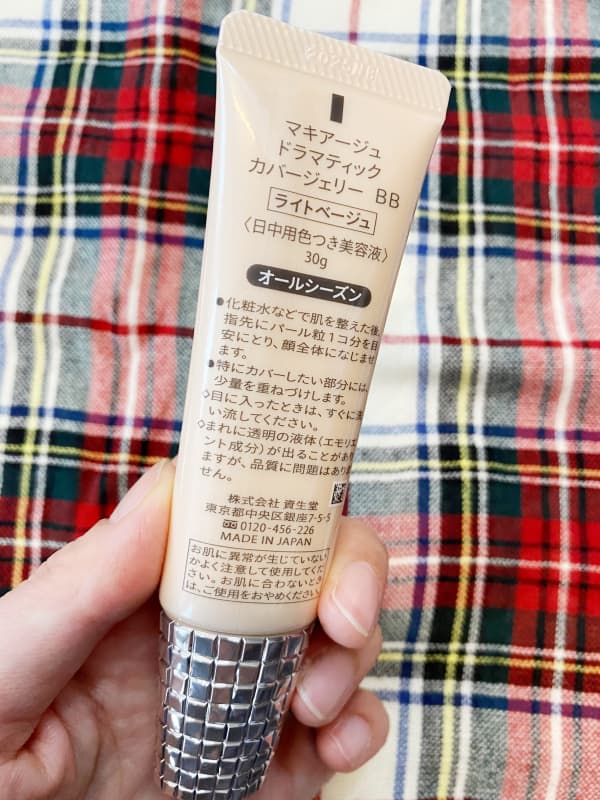 マキアージュ
ドラマティック
カバージェリー BB
ライトベージュ
〈日中用色つき美容液〉
30g
オールシーズン
●化粧水などで肌を整えた後、
指先にパール粒1コ分を目
安にとり、顔全体になじませ
ます。
●特にカバーしたい部分には、
少量を重ねづけします。
◇目に入ったときは、すぐに洗
い流してください。
◇まれに透明の液体（エモリエ
ント成分）が出ることがあり
ますが、品質に問題はありま
せん。
株式会社 資生堂
東京都中央区銀座7-5-5
0120-456-226
MADE IN JAPAN
お肌に異常が生じていない
かよく注意して使用してくだ
さい。お肌に合わないとき
は、ご使用をおやめください。